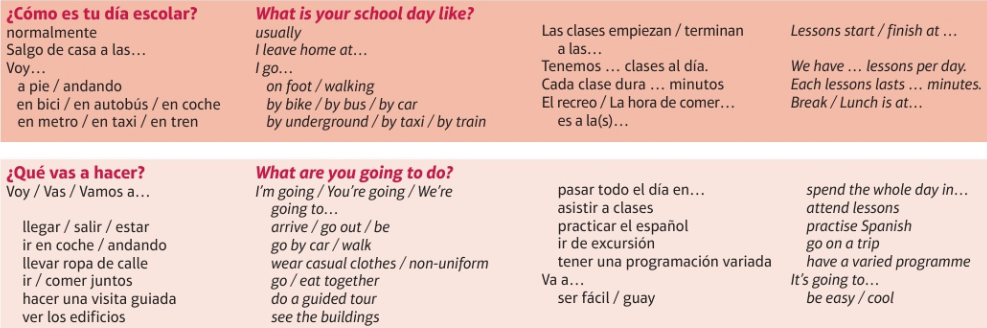 ¿Cómo es tu día escolar?
normalmente
Salgo de casa a las…
Voy…
a pie / andando
en bici / en autobús / en coche
en metro / en taxi / en tren
What is your school day like?
usually
I leave home at…
I go…
on foot / walking
by bike / by bus / by car
by underground / by taxi / by train
Las clases empiezan / terminan
a las…
Tenemos … clases al día.
Cada clase dura … minutos
El recreo / La hora de comer…
es a la(s)…
Lessons start / finish at …
We have … lessons per day.
Each lessons lasts … minutes.
Break / Lunch is at…
¿Qué vas a hacer?
Voy / Vas / Vamos a…
llegar / salir / estar
ir en coche / andando
llevar ropa de calle
ir / comer juntos
hacer una visita guiada
ver los edificios
What are you going to do?
I'm going / You're going / We're
going to…
arrive / go out / be
go by car / walk
wear casual clothes / non-uniform
go / eat together
do a guided tour
see the buildings
pasar todo el día en…
asistir a clases
practicar el español
ir de excursión
tener una programación variada
Va a…
ser fácil / guay
spend the whole day in…
attend lessons
practise Spanish
go on a trip
have a varied programme
It's going to…
be easy / cool